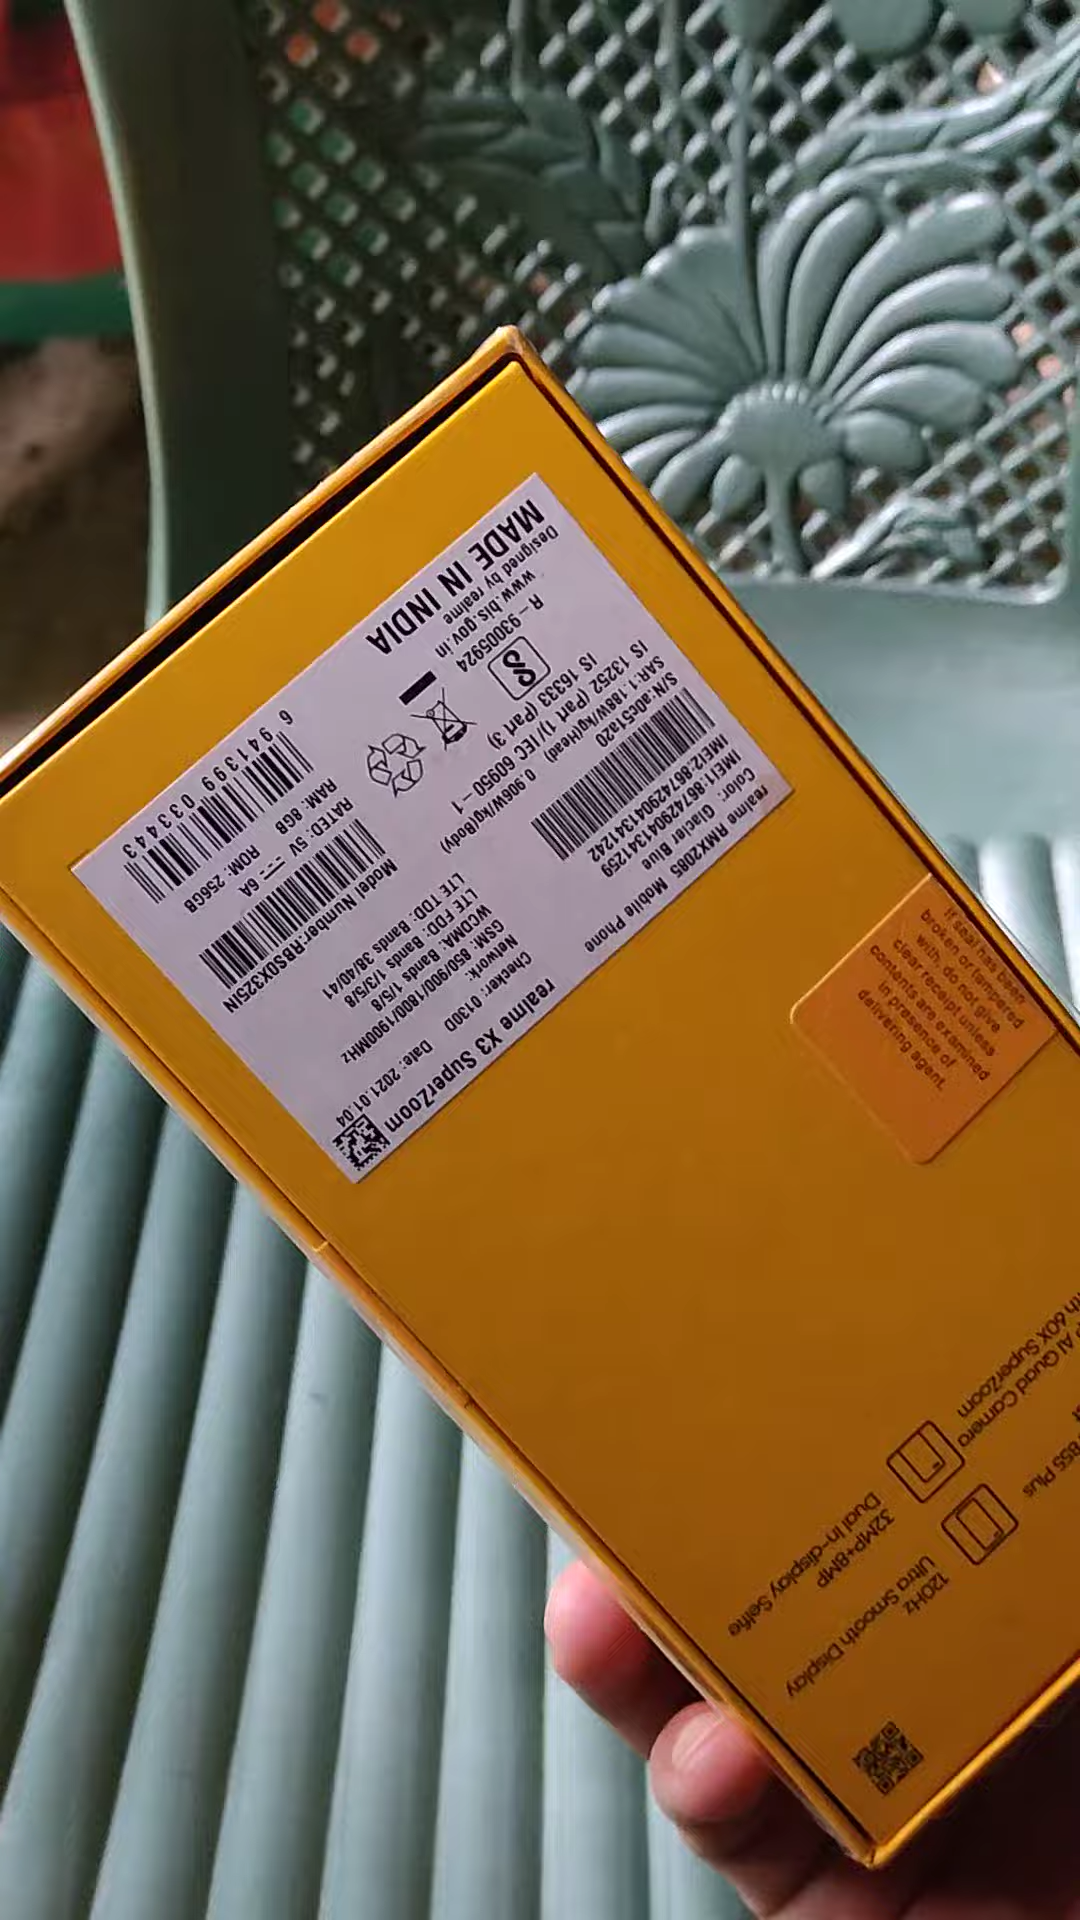 realme X3 SuperZoom
Checker: 0130D Date: 2021.01.04
Network:
GSM: 850/900/1800/1900MHz
WCDMA: Bands 1/5/8
LTE FDD: Bands 1/3/5/8
LTE TDD: Bands 38/40/41
Model Number:RBS0X325IN
RATED: 5V 6A
RAM: 8GB ROM: 256GB
6 941399 033443
realme RMX2085 Mobile Phone
Color: Glacier Blue
IMEI1:867429041341259
IMEI2:867429041341242
S/N:a0c51a20
SAR:1.188W/kg(Head) 0.906W/kg(Body)
IS 13252 (Part 1)/ IEC 60950-1
IS 16333 (Part 3)
R - 93005924
www.bis.gov.in
Designed by realme
MADE IN INDIA
If seal has been
broken or tampered
with, do not give
clear receipt unless
contents are examined
in presence of
delivering agent.
AI Quad Camera
60X SuperZoom
855 Plus
32MP+8MP
Dual In-display Selfie
120Hz
Ultra Smooth Display